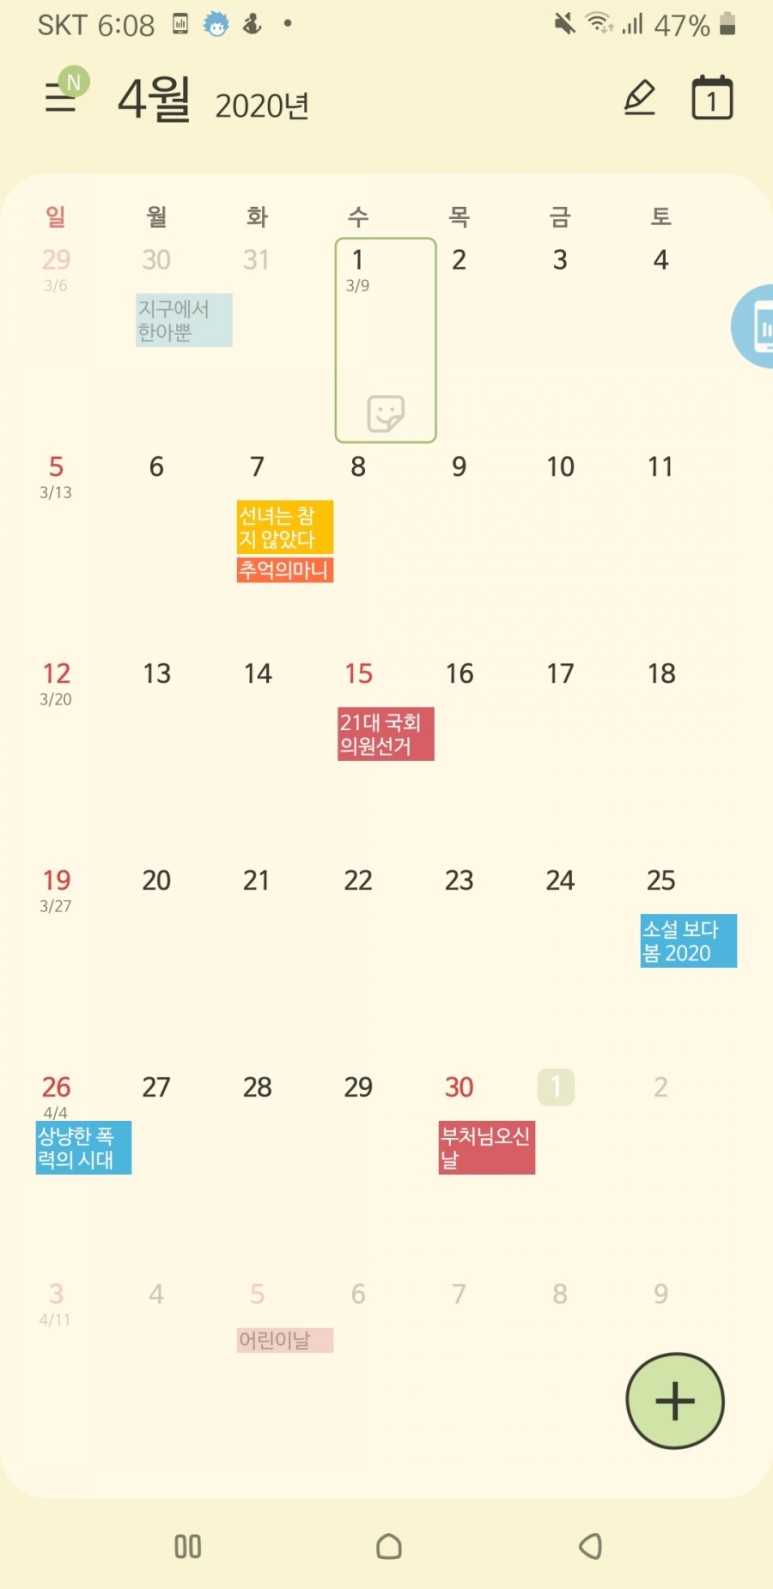 SKT 6:08 47%
N
4월 2020년
1
일 월 화 수 목 금 토
29 30 31 1 2 3 4
3/6 3/9
지구에서
한아뿐
5 6 7 8 9 10 11
3/13
선녀는 참
지 않았다
추억의마니
12 13 14 15 16 17 18
3/20
21대 국회
의원선거
19 20 21 22 23 24 25
3/27
소설 보다
봄 2020
26 27 28 29 30 1 2
4/4
상냥한 폭
력의 시대
부처님오신
날
3 4 5 6 7 8 9
4/11
어린이날